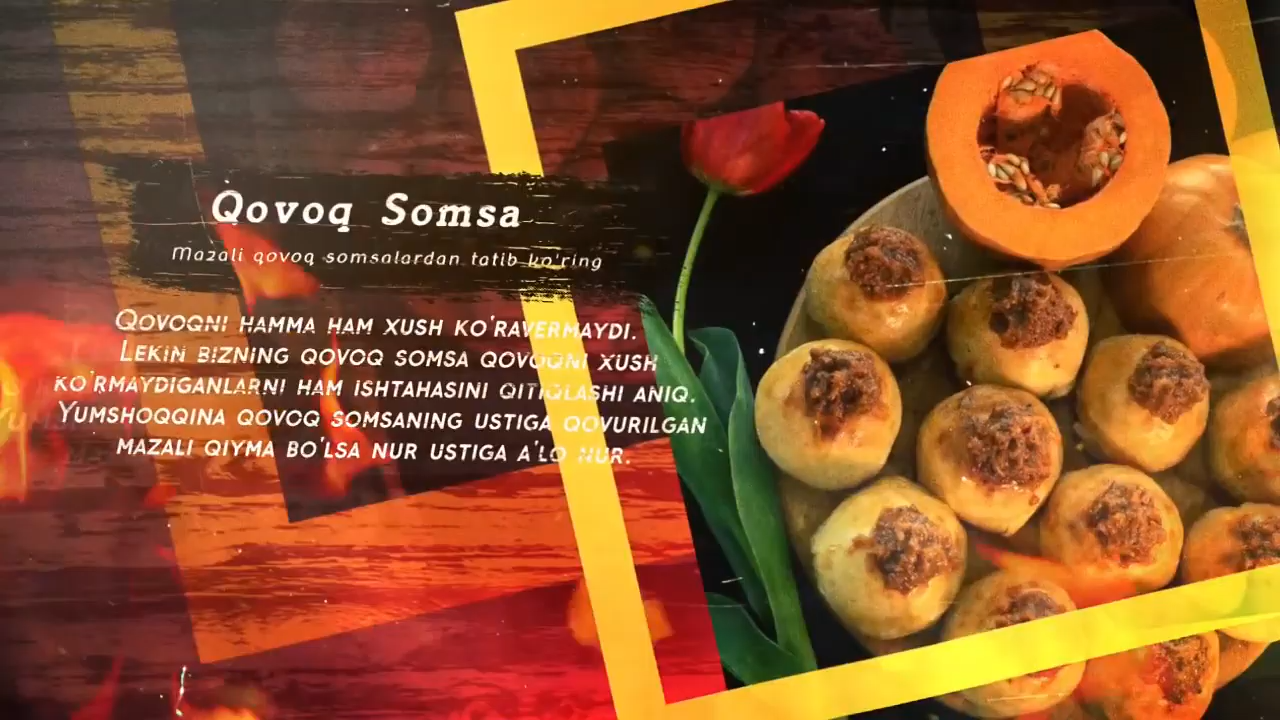 Qovoq Somsa
Mazali qovoq somsalardan tatib ko'ring
QOVOQNI HAMMA HAM XUSH KO'RAVERMAYDI.
LEKIN BIZNING QOVOQ SOMSA QOVOQNI XUSH
KO'RMAYDIGANLARNI HAM ISHTAHASINI QITIQLASHI ANIQ.
YUMSHOQQINA QOVOQ SOMSANING USTIGA QOVURILGAN
MAZALI QIYMA BO'LSA NUR USTIGA A'LO NUR.